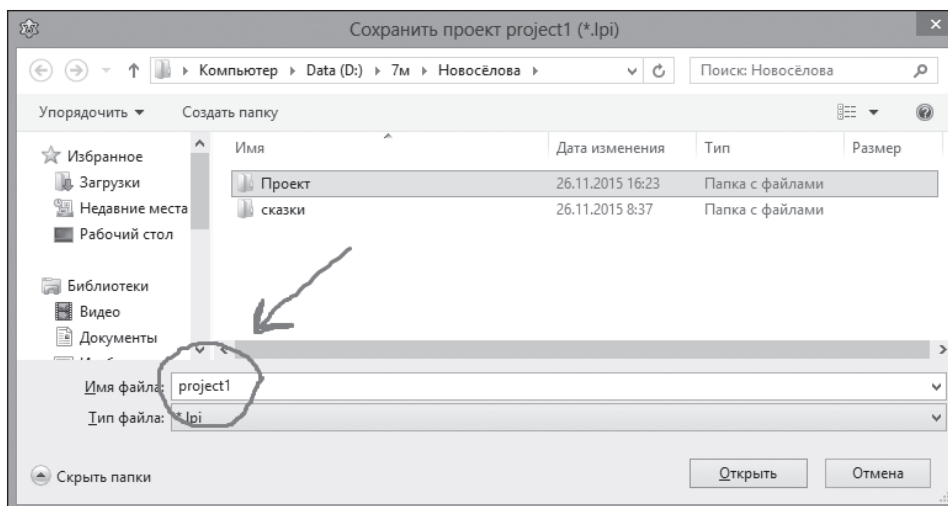 Сохранить проект project1 (*.lpi)
Компьютер Data (D:) 7м Новосёлова
Поиск: Новосёлова
Упорядочить Создать папку
Имя Дата изменения Тип Размер
Избранное
Загрузки
Недавние места
Рабочий стол
Библиотеки
Видео
Документы
Проект 26.11.2015 16:23 Папка с файлами
сказки 26.11.2015 8:37 Папка с файлами
Имя файла: project1
Тип файла: *.lpi
Скрыть папки
Открыть Отмена